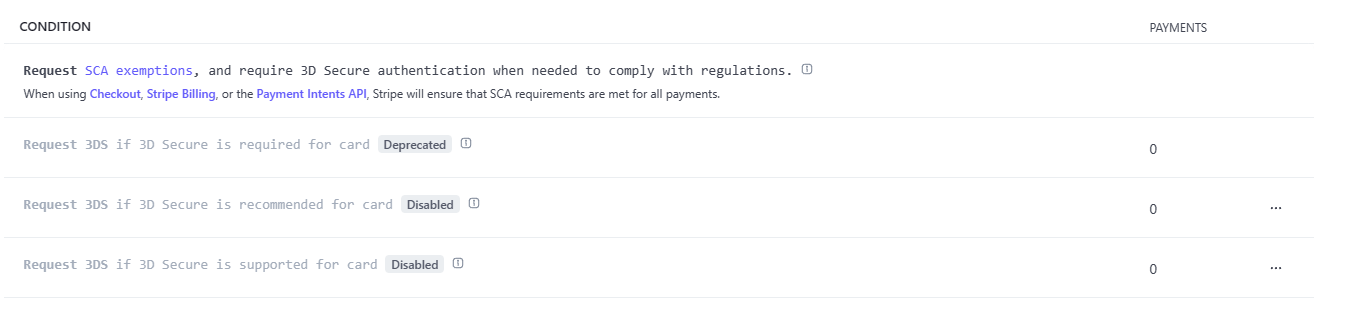 CONDITION PAYMENTS
Request SCA exemptions, and require 3D Secure authentication when needed to comply with regulations.
When using Checkout, Stripe Billing, or the Payment Intents API, Stripe will ensure that SCA requirements are met for all payments.
Request 3DS if 3D Secure is required for card Deprecated 0
Request 3DS if 3D Secure is recommended for card Disabled 0 ...
Request 3DS if 3D Secure is supported for card Disabled 0 ...